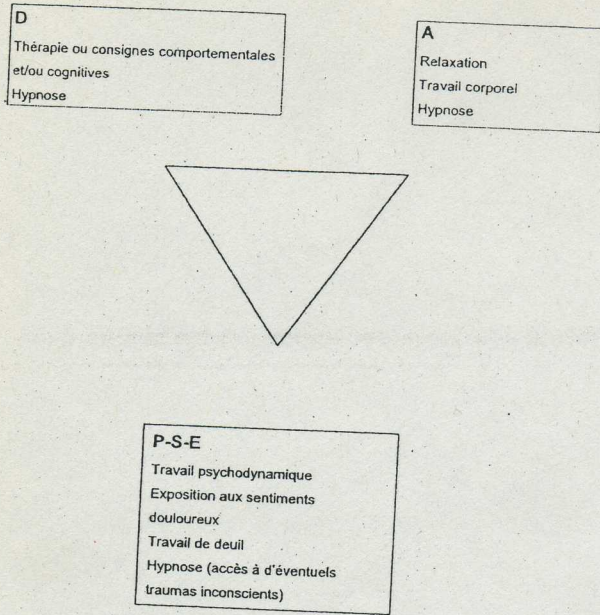 D
Thérapie ou consignes comportementales
et/ou cognitives
Hypnose
A
Relaxation
Travail corporel
Hypnose
P-S-E
Travail psychodynamique
Exposition aux sentiments
douloureux
Travail de deuil
Hypnose (accès à d'éventuels
traumas inconscients)